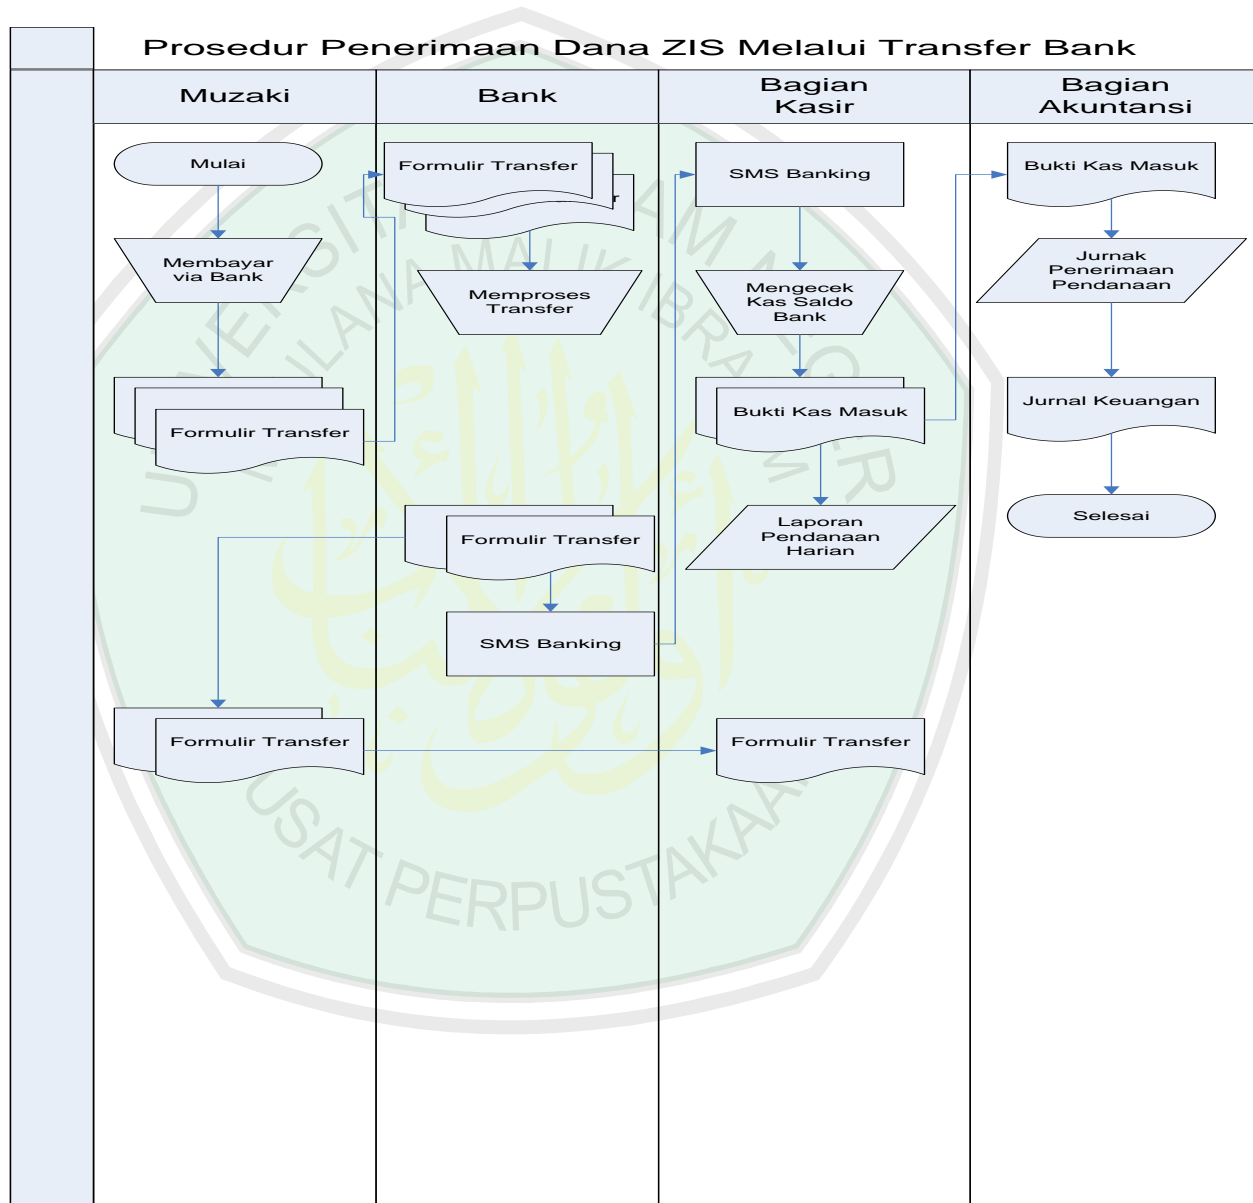 Prosedur Penerimaan Dana ZIS Melalui Transfer Bank
Muzaki
Bank
Bagian
Kasir
Bagian
Akuntansi
Mulai
Membayar
via Bank
Formulir Transfer
Formulir Transfer
Memproses
Transfer
Formulir Transfer
SMS Banking
Formulir Transfer
SMS Banking
Mengecek
Kas Saldo
Bank
Bukti Kas Masuk
Laporan
Pendanaan
Harian
Formulir Transfer
Bukti Kas Masuk
Jurnak
Penerimaan
Pendanaan
Jurnal Keuangan
Selesai
PUSAT PERPUSTAKAAN